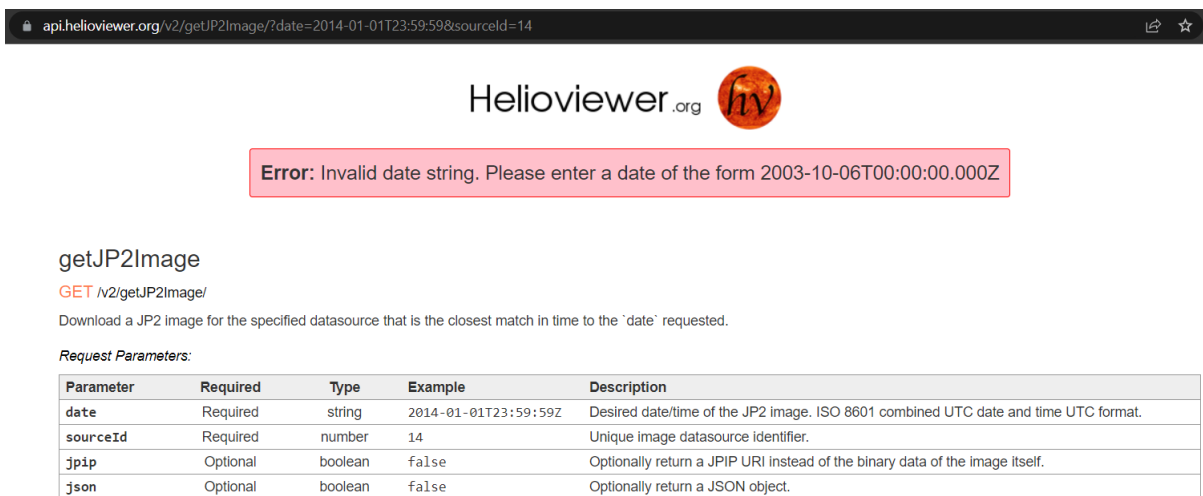 api.helioviewer.org/v2/getJP2Image/?date=2014-01-01T23:59:59&sourceId=14
Helioviewer.org hv
Error: Invalid date string. Please enter a date of the form 2003-10-06T00:00:00.000Z
getJP2Image
GET /v2/getJP2Image/
Download a JP2 image for the specified datasource that is the closest match in time to the `date` requested.
Request Parameters:
Parameter Required Type Example Description
date Required string 2014-01-01T23:59:59Z Desired date/time of the JP2 image. ISO 8601 combined UTC date and time UTC format.
sourceId Required number 14 Unique image datasource identifier.
jpip Optional boolean false Optionally return a JPIP URI instead of the binary data of the image itself.
json Optional boolean false Optionally return a JSON object.